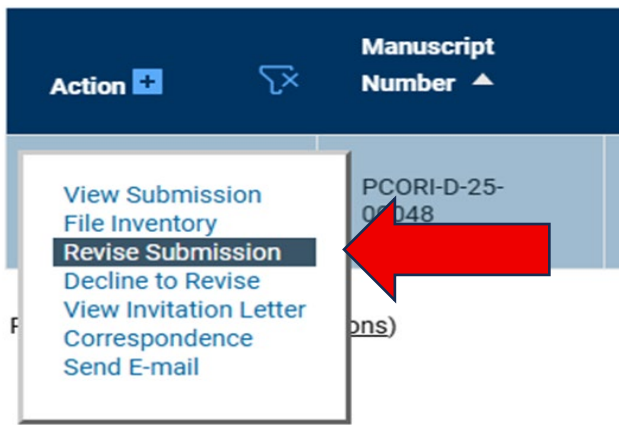 Action +
Manuscript
Number
PCORI-D-25-
View Submission
File Inventory
Revise Submission
Decline to Revise
View Invitation Letter
Correspondence
Send E-mail
ons)